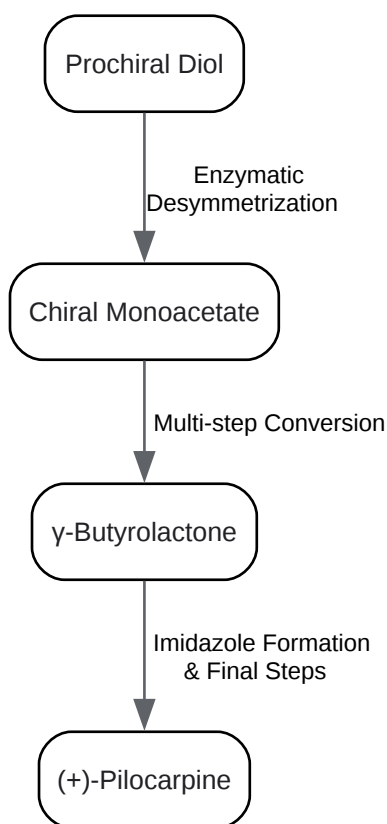 Prochiral Diol
Enzymatic
Desymmetrization
Chiral Monoacetate
Multi-step Conversion
γ-Butyrolactone
Imidazole Formation
& Final Steps
(+)-Pilocarpine